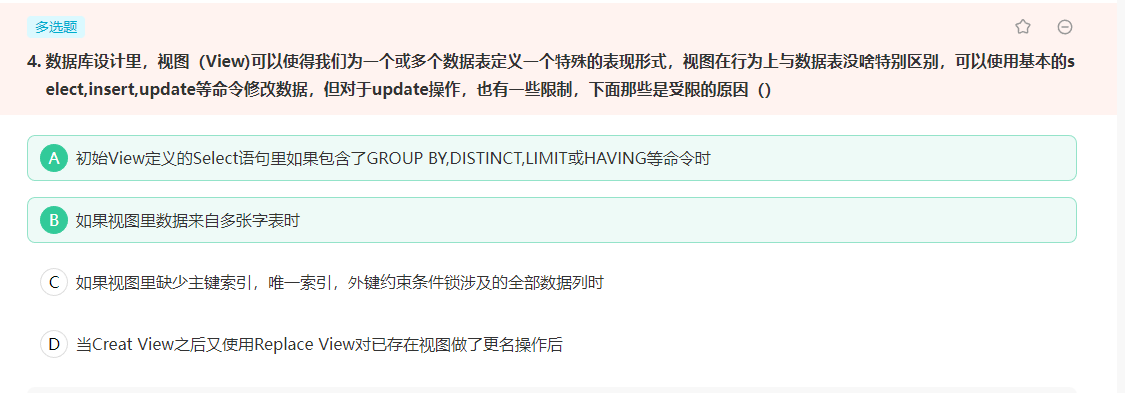 多选题
4. 数据库设计里，视图（View)可以使得我们为一个或多个数据表定义一个特殊的表现形式，视图在行为上与数据表没啥特别区别，可以使用基本的s
elect,insert,update等命令修改数据，但对于update操作，也有一些限制，下面那些是受限的原因（）
A 初始View定义的Select语句里如果包含了GROUP BY,DISTINCT,LIMIT或HAVING等命令时
B 如果视图里数据来自多张字表时
C 如果视图里缺少主键索引，唯一索引，外键约束条件锁涉及的全部数据列时
D 当Creat View之后又使用Replace View对已存在视图做了更名操作后